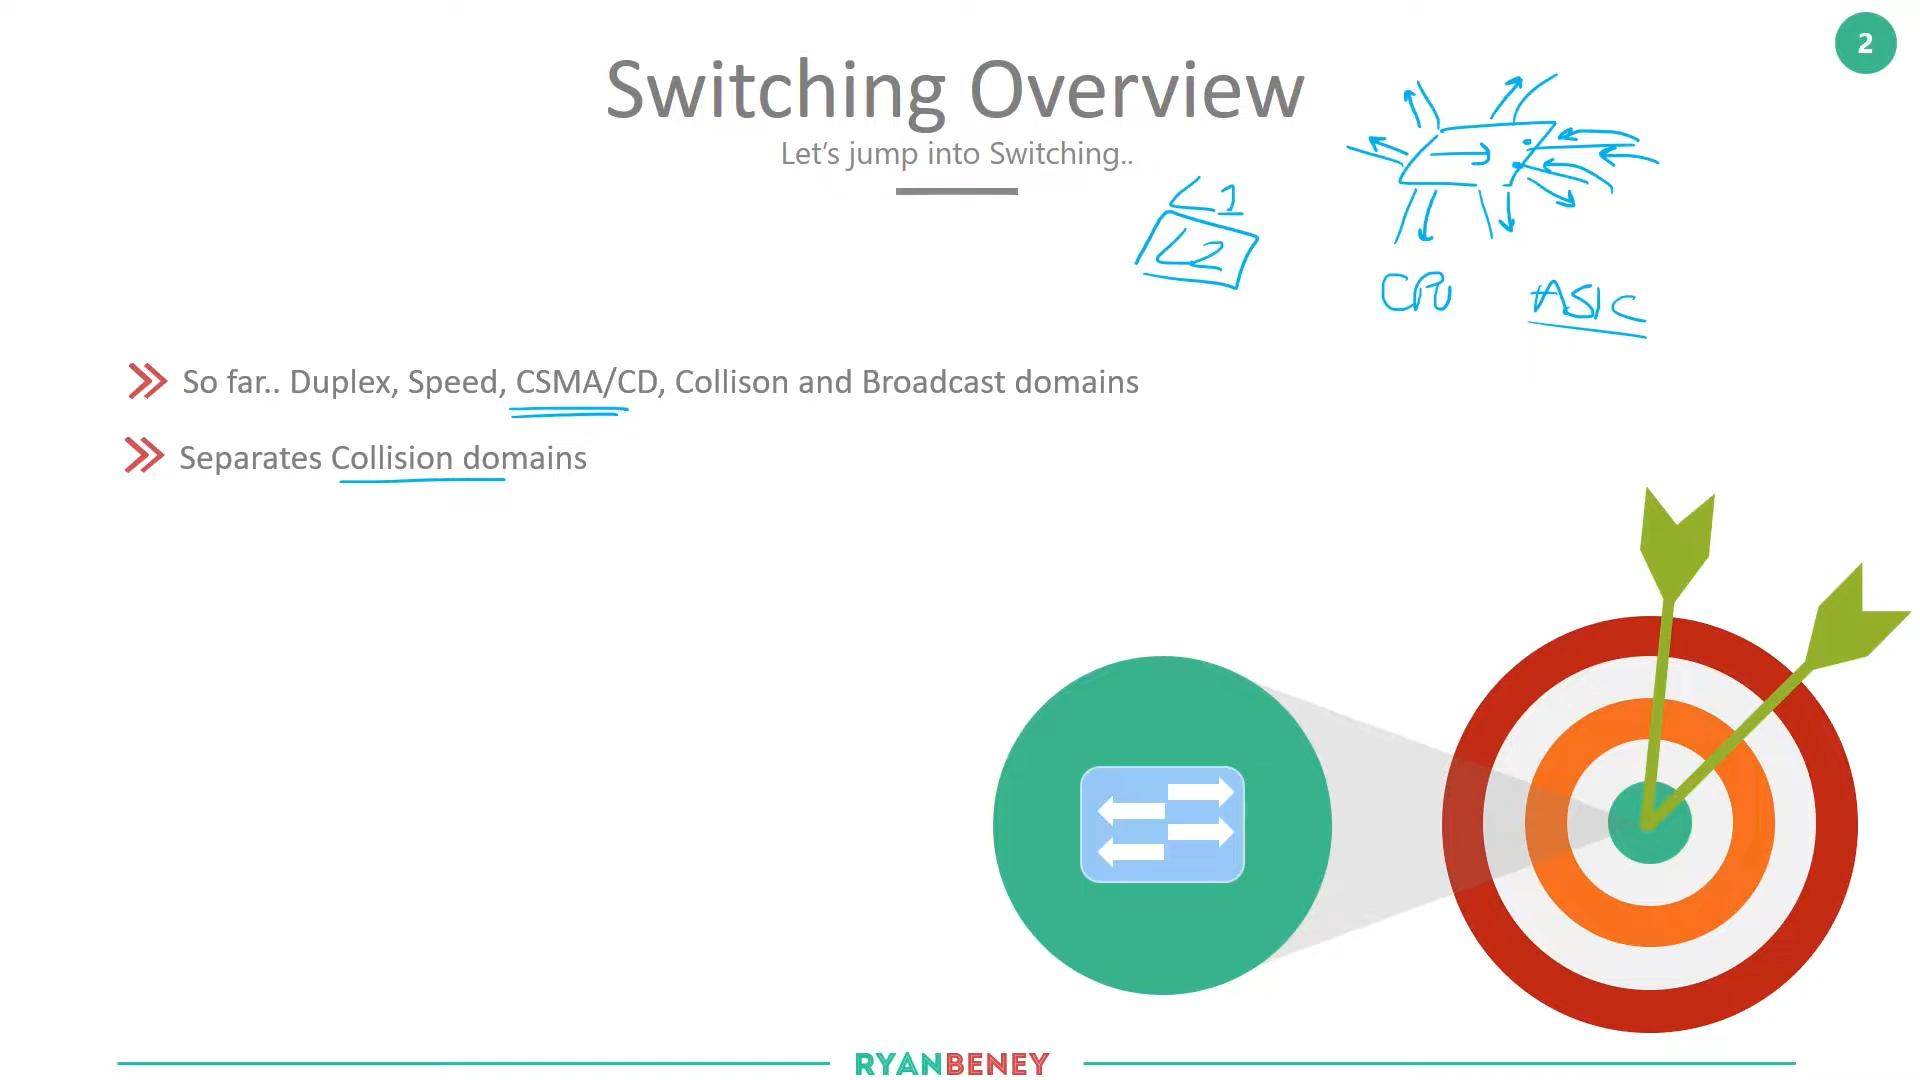 2
Switching Overview
Let's jump into Switching..
L1
L2
CPU
ASIC
So far.. Duplex, Speed, CSMA/CD, Collison and Broadcast domains
Separates Collision domains
RYANBENEY